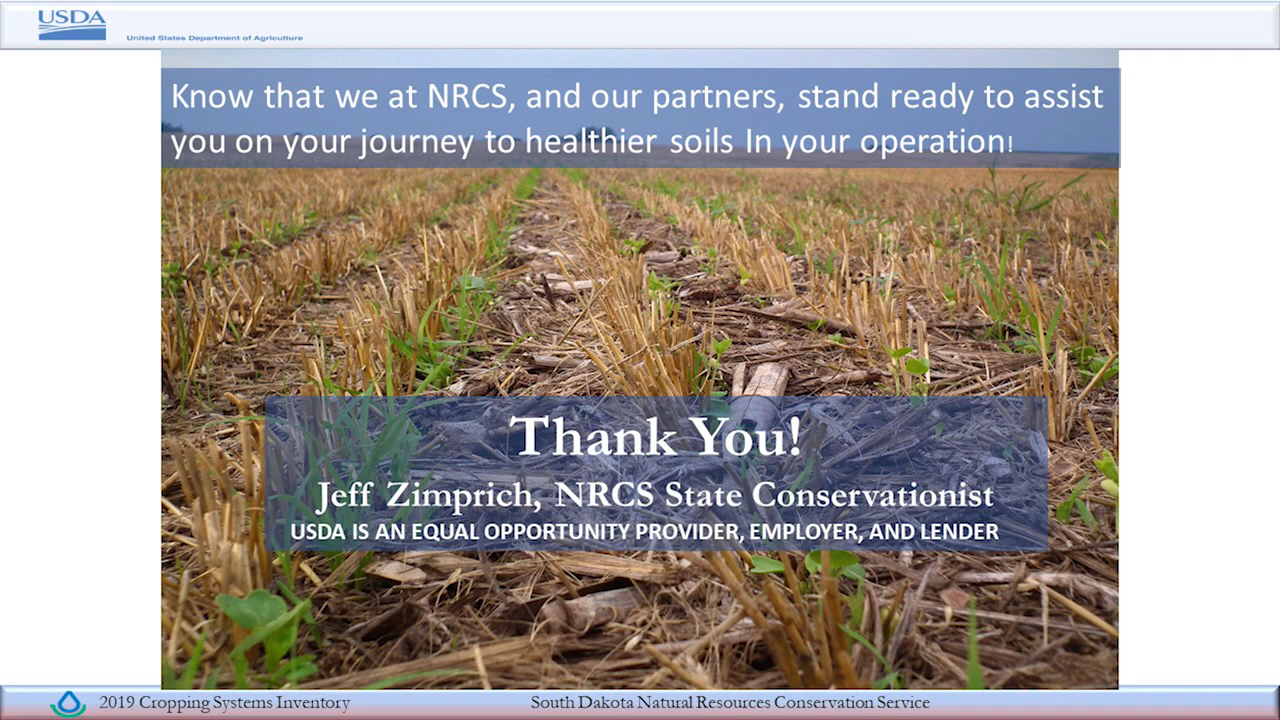 USDA
United States Department of Agriculture
Know that we at NRCS, and our partners, stand ready to assist
you on your journey to healthier soils In your operation!
Thank You!
Jeff Zimprich, NRCS State Conservationist
USDA IS AN EQUAL OPPORTUNITY PROVIDER, EMPLOYER, AND LENDER
2019 Cropping Systems Inventory
South Dakota Natural Resources Conservation Service